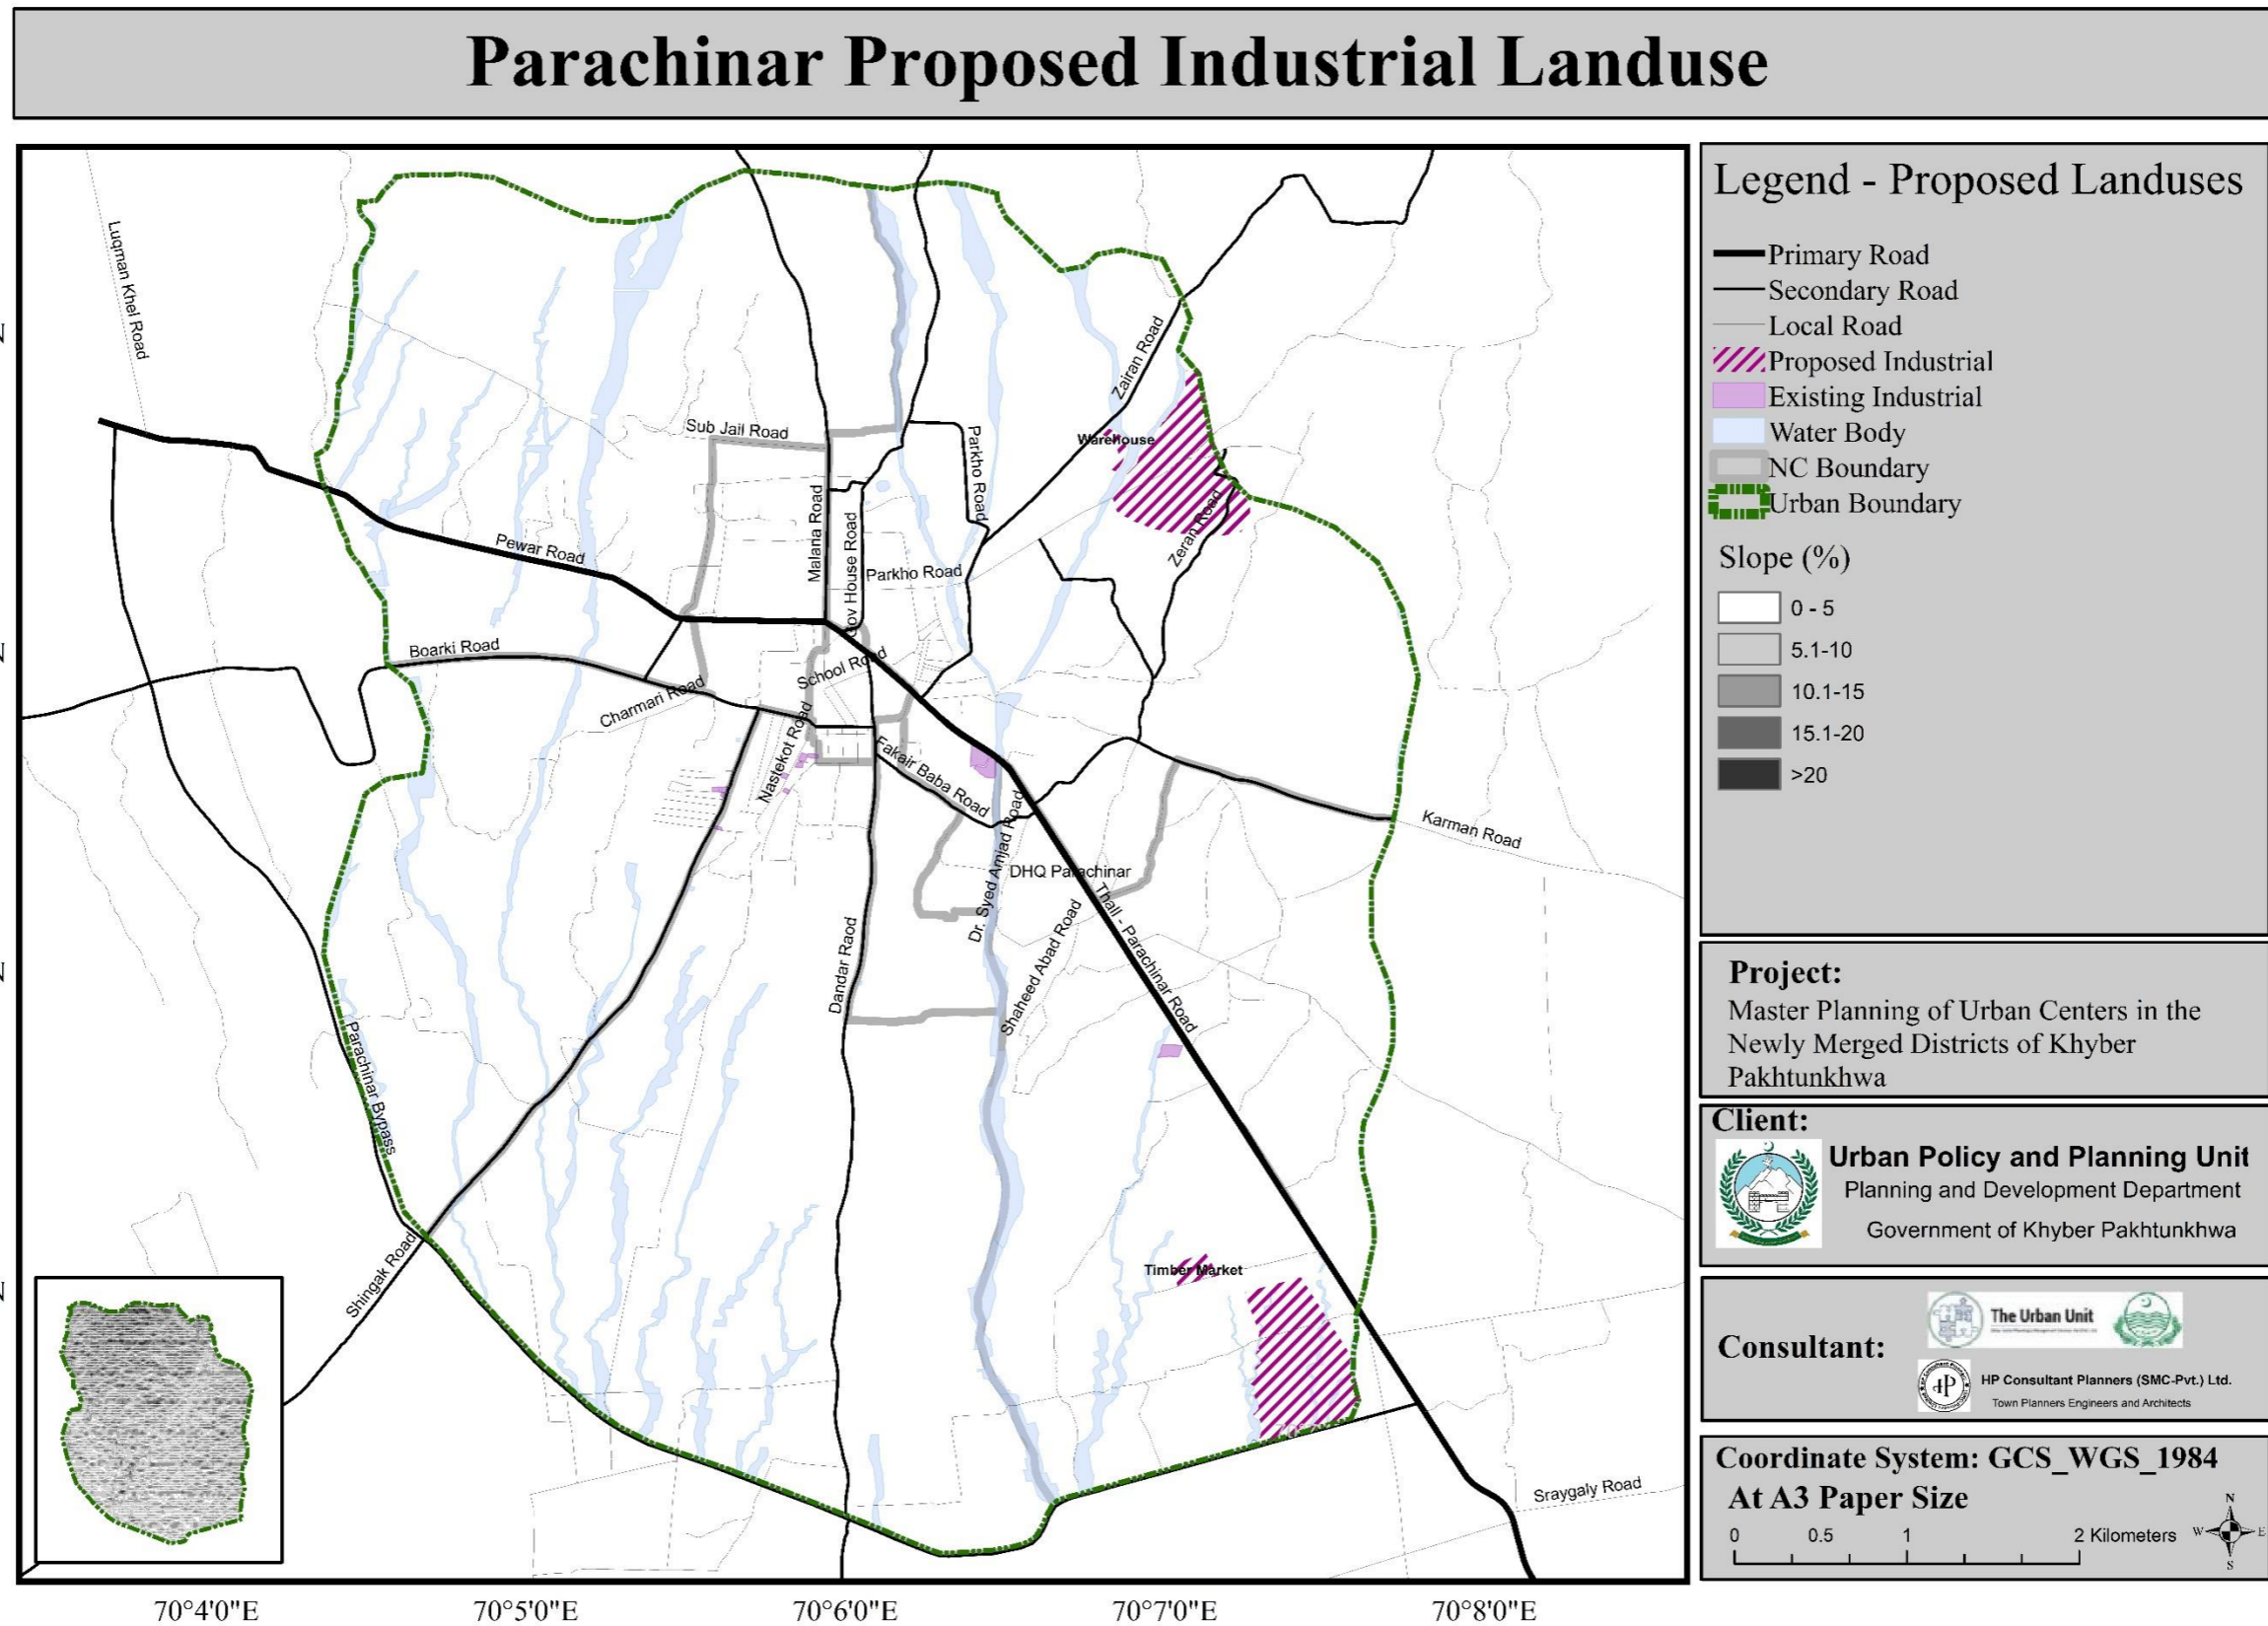 Parachinar Proposed Industrial Landuse
Luqman Khel Road
Zairan Road
Sub Jail Road
Parkho Road
Warehouse
Malana Road
Gov House Road
Zeran Road
Pewar Road
Parkho Road
Boarki Road
School Road
Charmari Road
Nastekot Road
Fakair Baba Road
Karman Road
Dr. Syed Amjad Road
DHQ Parachinar
Thall - Parachinar Road
Shaheed Abad Road
Dandar Raod
Parachinar Bypass
Shingak Road
Timber Market
Sraygaly Road
N
N
N
N
70°4'0"E
70°5'0"E
70°6'0"E
70°7'0"E
70°8'0"E
Legend - Proposed Landuses
Primary Road
Secondary Road
Local Road
Proposed Industrial
Existing Industrial
Water Body
NC Boundary
Urban Boundary
Slope (%)
0 - 5
5.1-10
10.1-15
15.1-20
>20
Project:
Master Planning of Urban Centers in the
Newly Merged Districts of Khyber
Pakhtunkhwa
Client:
Urban Policy and Planning Unit
Planning and Development Department
Government of Khyber Pakhtunkhwa
Consultant:
The Urban Unit
HP
HP Consultant Planners (SMC-Pvt.) Ltd.
Town Planners Engineers and Architects
Coordinate System: GCS_WGS_1984
At A3 Paper Size
0 0.5 1 2 Kilometers
N
W E
S